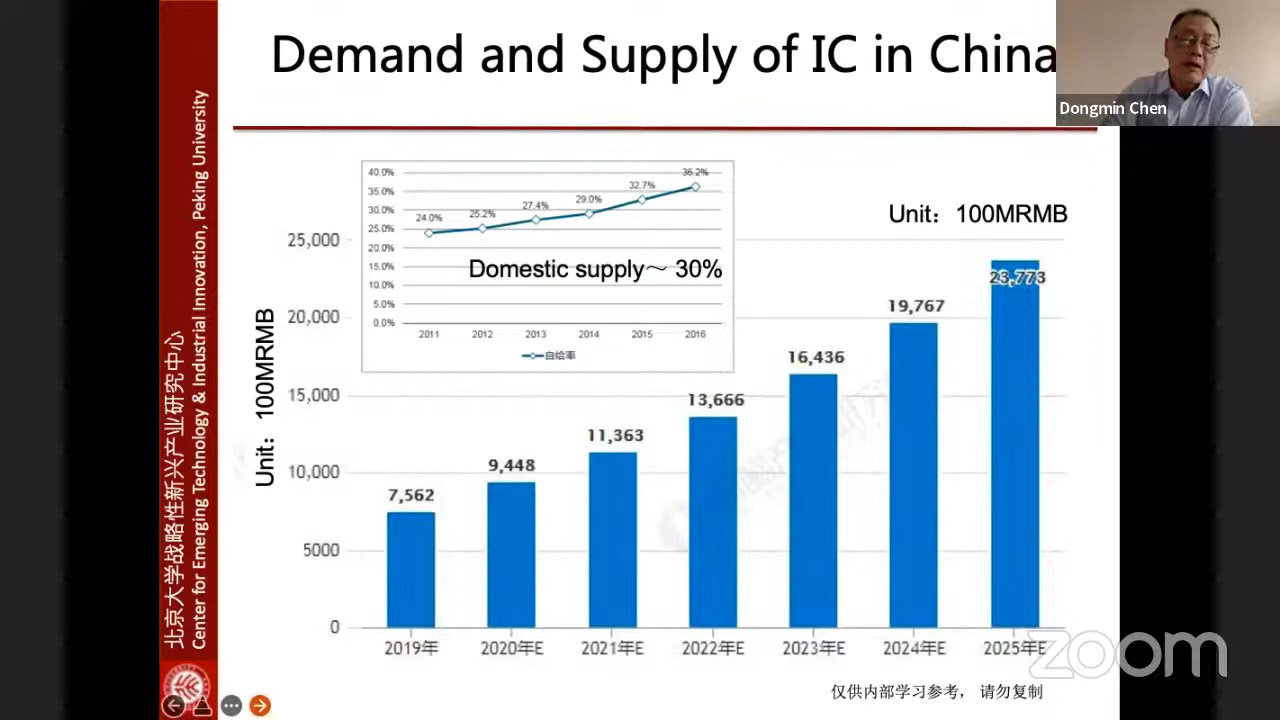 Demand and Supply of IC in China
Dongmin Chen
北京大学战略性新兴产业研究中心
Center for Emerging Technology & Industrial Innovation, Peking University
40.0%
35.0%
30.0%
25.0%
20.0%
15.0%
10.0%
5.0%
0.0%
24.0%
25.2%
27.4%
29.0%
32.7%
36.2%
Domestic supply～ 30%
2011 2012 2013 2014 2015 2016
自给率
Unit：100MRMB
Unit：100MRMB
25,000
20,000
15,000
10,000
5000
0
7,562
9,448
11,363
13,666
16,436
19,767
23,773
2019年 2020年E 2021年E 2022年E 2023年E 2024年E 2025年E
zoom
仅供内部学习参考， 请勿复制